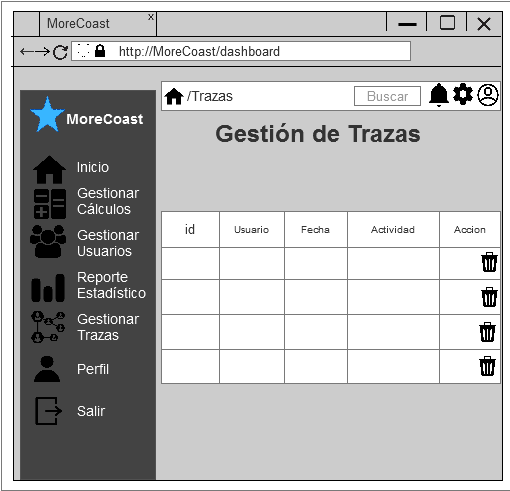 MoreCoast
x
http://MoreCoast/dashboard
MoreCoast
Inicio
Gestionar
Cálculos
Gestionar
Usuarios
Reporte
Estadístico
Gestionar
Trazas
Perfil
Salir
/Trazas
Buscar
Gestión de Trazas
id Usuario Fecha Actividad Accion